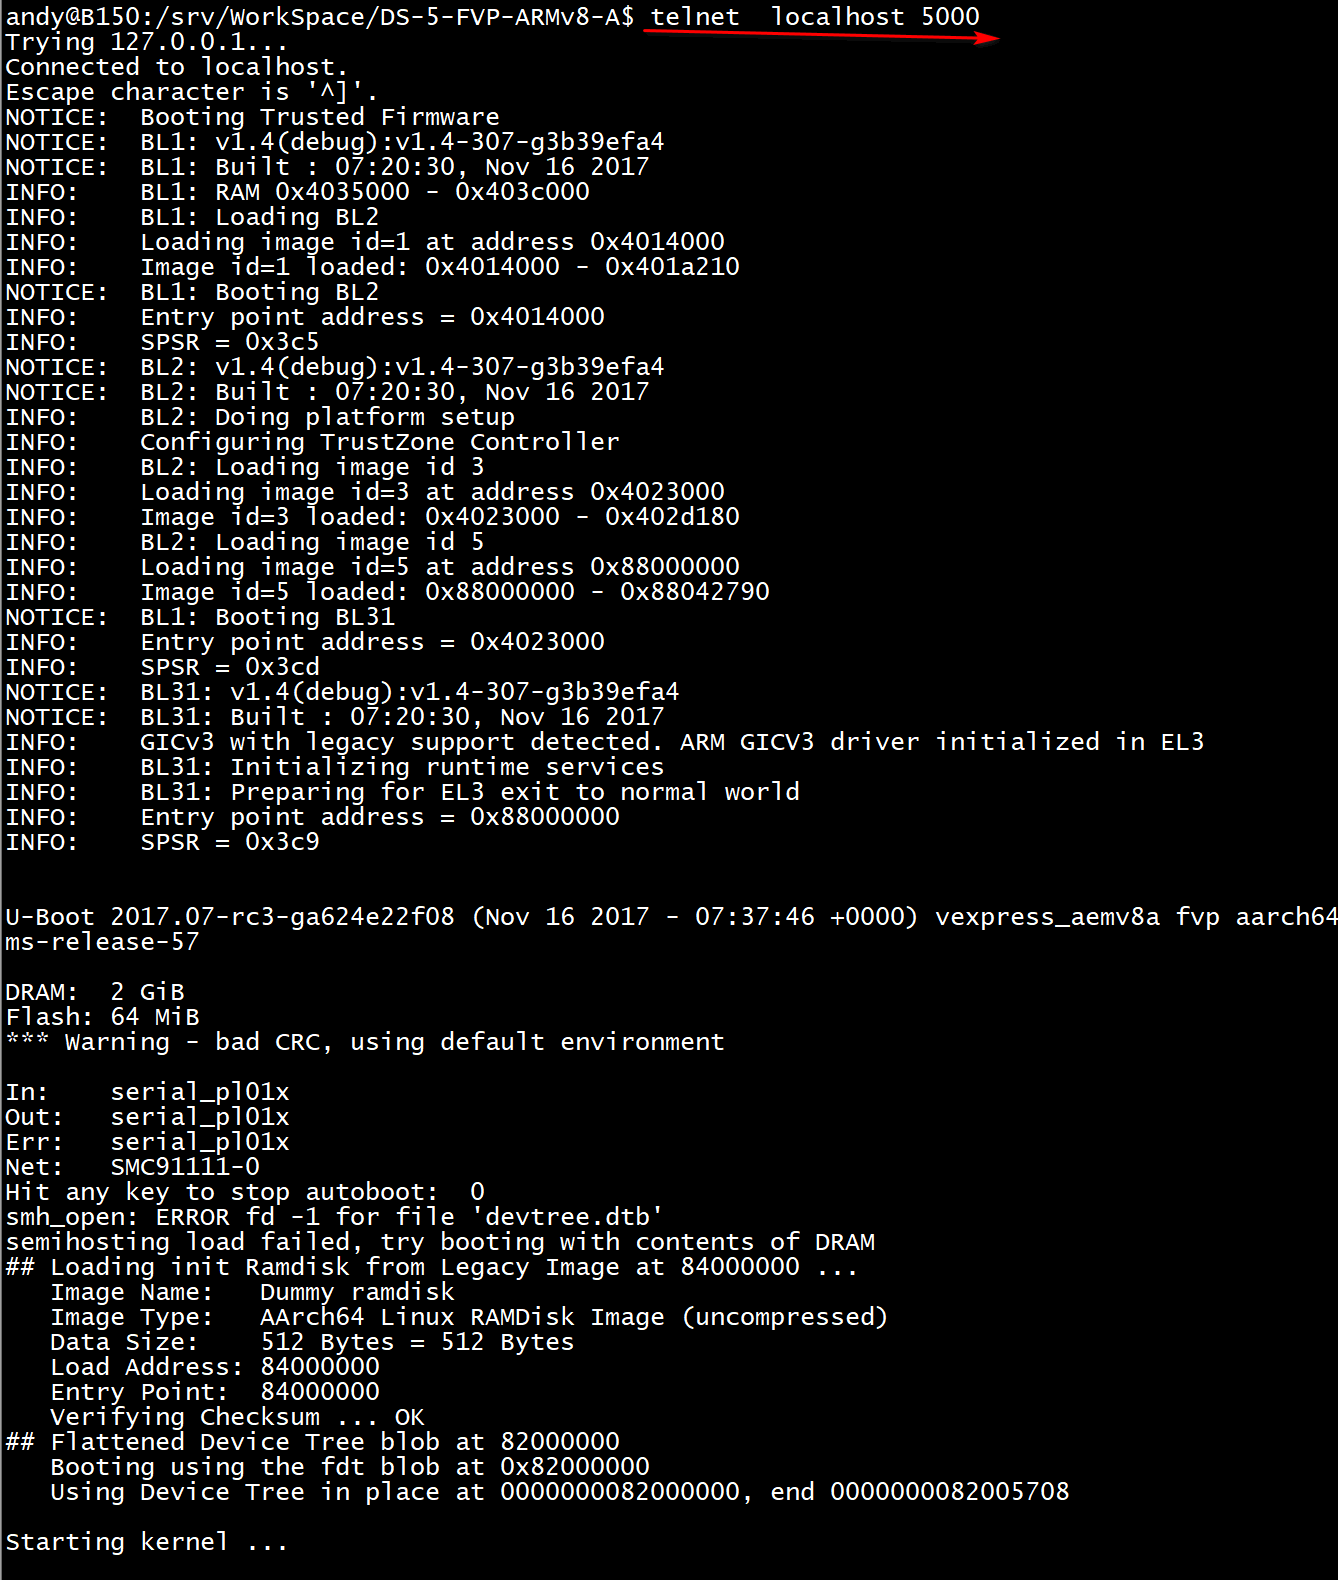 andy@B150:/srv/WorkSpace/DS-5-FVP-ARMv8-A$ telnet  localhost 5000
Trying 127.0.0.1...
Connected to localhost.
Escape character is '^]'.
NOTICE:  Booting Trusted Firmware
NOTICE:  BL1: v1.4(debug):v1.4-307-g3b39efa4
NOTICE:  BL1: Built : 07:20:30, Nov 16 2017
INFO:    BL1: RAM 0x4035000 - 0x403c000
INFO:    BL1: Loading BL2
INFO:    Loading image id=1 at address 0x4014000
INFO:    Image id=1 loaded: 0x4014000 - 0x401a210
NOTICE:  BL1: Booting BL2
INFO:    Entry point address = 0x4014000
INFO:    SPSR = 0x3c5
NOTICE:  BL2: v1.4(debug):v1.4-307-g3b39efa4
NOTICE:  BL2: Built : 07:20:30, Nov 16 2017
INFO:    BL2: Doing platform setup
INFO:    Configuring TrustZone Controller
INFO:    BL2: Loading image id 3
INFO:    Loading image id=3 at address 0x4023000
INFO:    Image id=3 loaded: 0x4023000 - 0x402d180
INFO:    BL2: Loading image id 5
INFO:    Loading image id=5 at address 0x88000000
INFO:    Image id=5 loaded: 0x88000000 - 0x88042790
NOTICE:  BL1: Booting BL31
INFO:    Entry point address = 0x4023000
INFO:    SPSR = 0x3cd
NOTICE:  BL31: v1.4(debug):v1.4-307-g3b39efa4
NOTICE:  BL31: Built : 07:20:30, Nov 16 2017
INFO:    GICv3 with legacy support detected. ARM GICV3 driver initialized in EL3
INFO:    BL31: Initializing runtime services
INFO:    BL31: Preparing for EL3 exit to normal world
INFO:    Entry point address = 0x88000000
INFO:    SPSR = 0x3c9
U-Boot 2017.07-rc3-ga624e22f08 (Nov 16 2017 - 07:37:46 +0000) vexpress_aemv8a fvp aarch64
ms-release-57
DRAM:  2 GiB
Flash: 64 MiB
*** Warning - bad CRC, using default environment
In:    serial_pl01x
Out:   serial_pl01x
Err:   serial_pl01x
Net:   SMC91111-0
Hit any key to stop autoboot:  0
smh_open: ERROR fd -1 for file 'devtree.dtb'
semihosting load failed, try booting with contents of DRAM
## Loading init Ramdisk from Legacy Image at 84000000 ...
   Image Name:   Dummy ramdisk
   Image Type:   AArch64 Linux RAMDisk Image (uncompressed)
   Data Size:    512 Bytes = 512 Bytes
   Load Address: 84000000
   Entry Point:  84000000
   Verifying Checksum ... OK
## Flattened Device Tree blob at 82000000
   Booting using the fdt blob at 0x82000000
   Using Device Tree in place at 0000000082000000, end 0000000082005708
Starting kernel ...